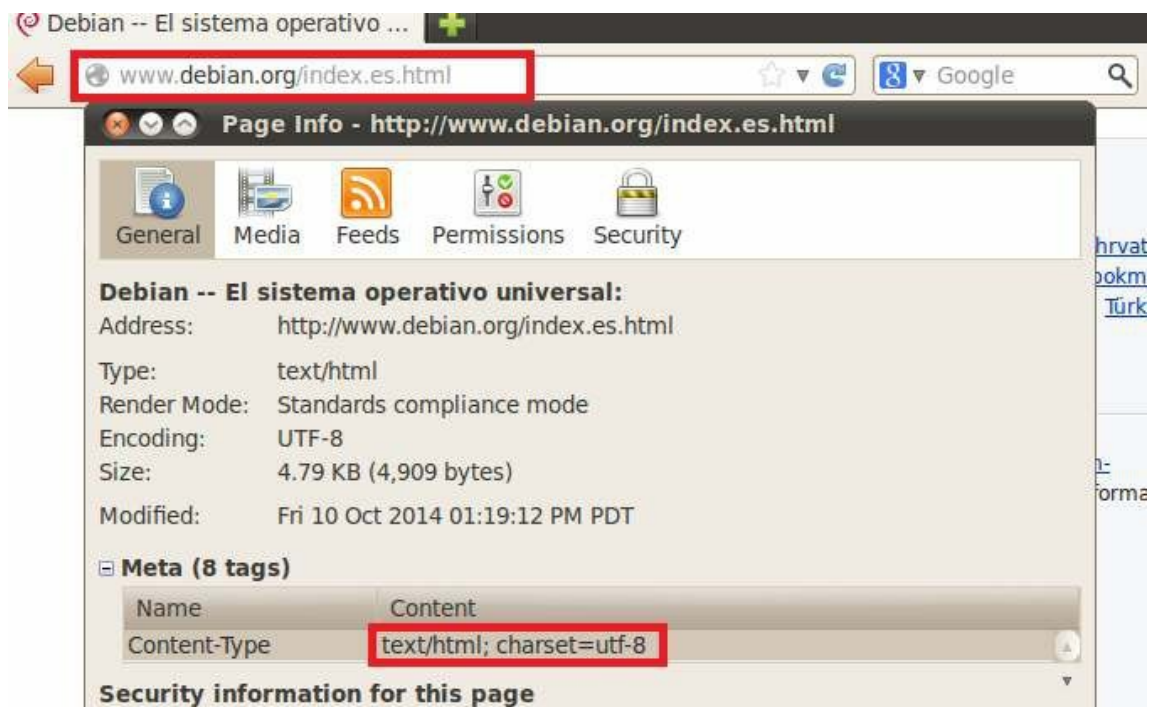 Debian -- El sistema operativo ...
www.debian.org/index.es.html
Google
Page Info - http://www.debian.org/index.es.html
General Media Feeds Permissions Security
Debian -- El sistema operativo universal:
Address: http://www.debian.org/index.es.html
Type: text/html
Render Mode: Standards compliance mode
Encoding: UTF-8
Size: 4.79 KB (4,909 bytes)
Modified: Fri 10 Oct 2014 01:19:12 PM PDT
Meta (8 tags)
Name Content
Content-Type text/html; charset=utf-8
Security information for this page
hrvat
Türk